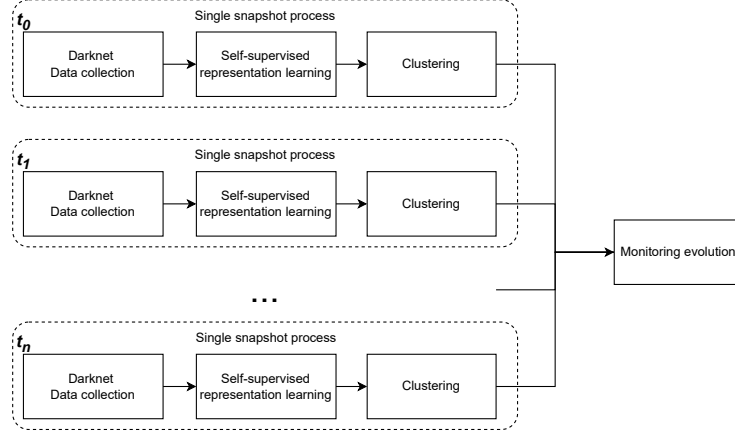 t0
Single snapshot process
Darknet
Data collection
Self-supervised
representation learning
Clustering
t1
Single snapshot process
Darknet
Data collection
Self-supervised
representation learning
Clustering
Monitoring evolution
...
tn
Single snapshot process
Darknet
Data collection
Self-supervised
representation learning
Clustering